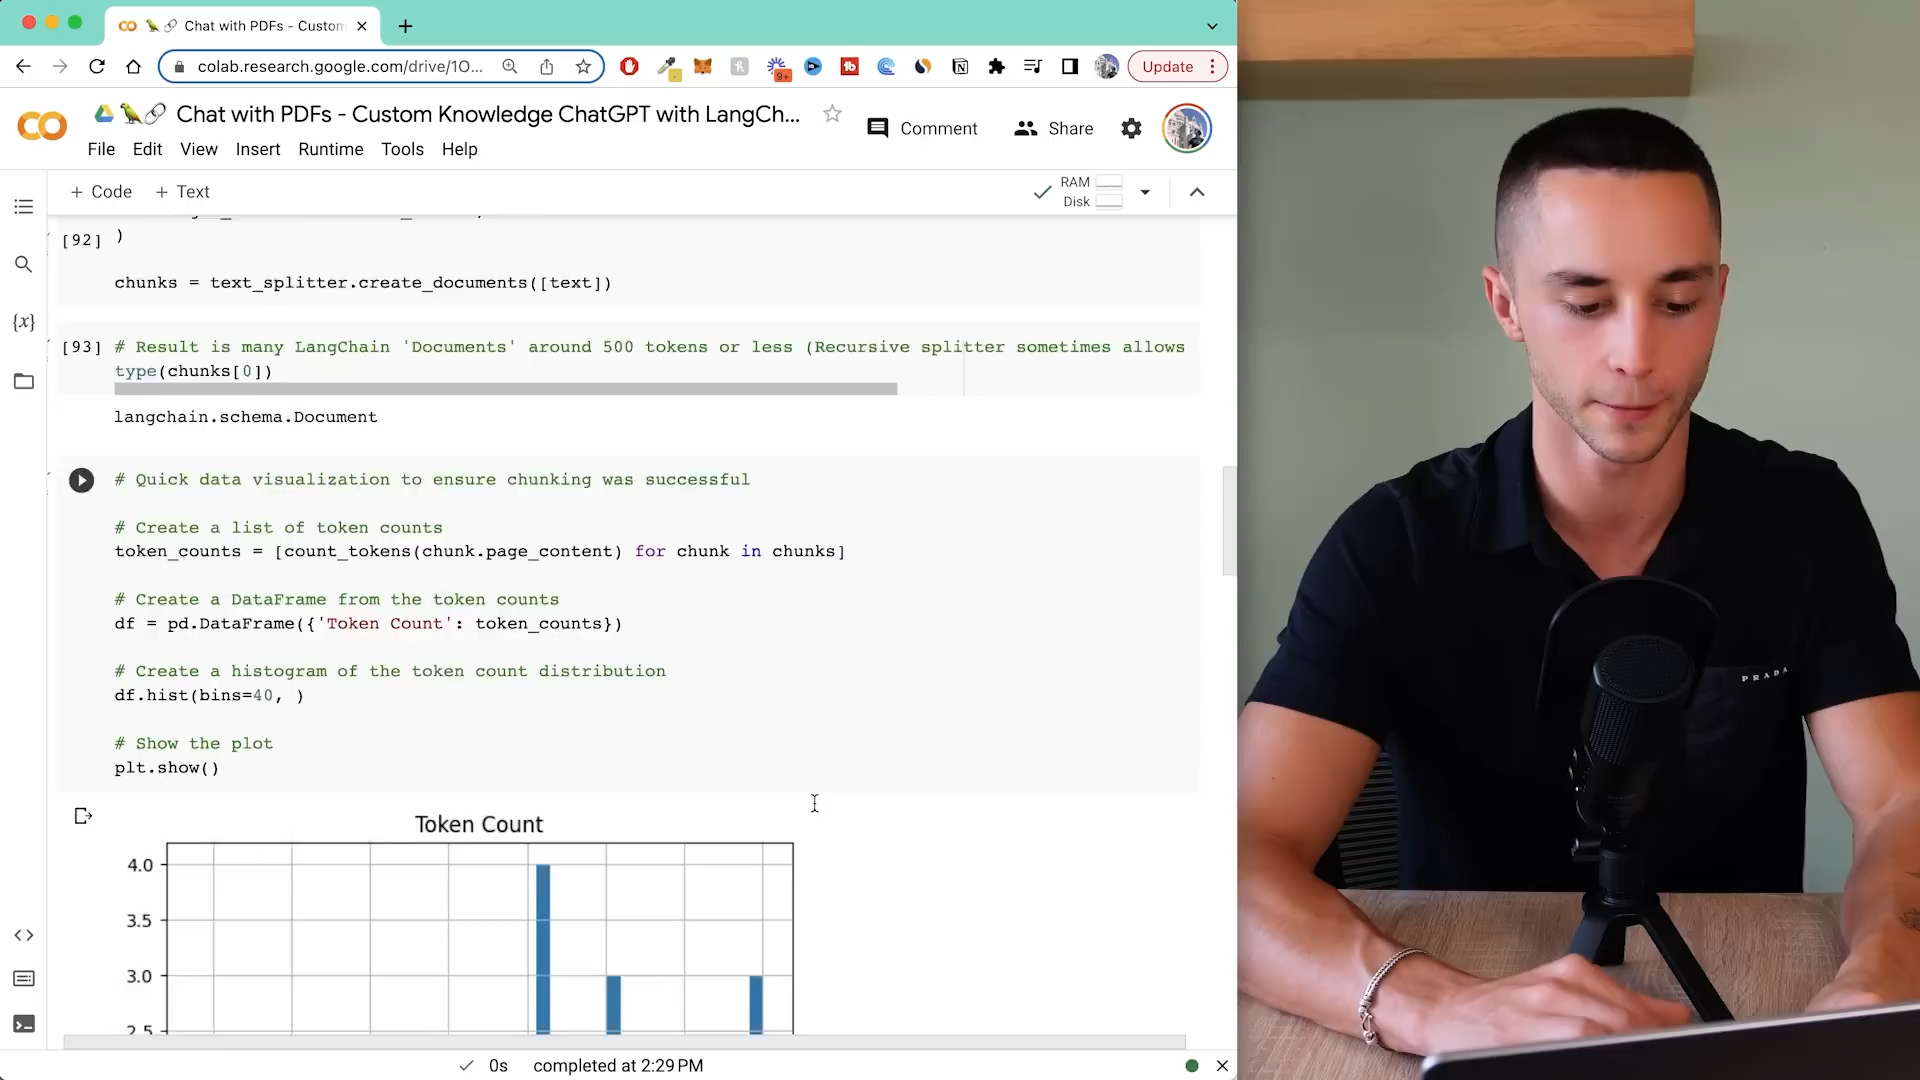 Chat with PDFs - Custom
colab.research.google.com/drive/1O...
9+
Update
Chat with PDFs - Custom Knowledge ChatGPT with LangCh...
Comment
Share
File Edit View Insert Runtime Tools Help
+ Code + Text
RAM
Disk
[92] )
chunks = text_splitter.create_documents([text])
[93] # Result is many LangChain 'Documents' around 500 tokens or less (Recursive splitter sometimes allows
type(chunks[0])
langchain.schema.Document
# Quick data visualization to ensure chunking was successful
# Create a list of token counts
token_counts = [count_tokens(chunk.page_content) for chunk in chunks]
# Create a DataFrame from the token counts
df = pd.DataFrame({'Token Count': token_counts})
# Create a histogram of the token count distribution
df.hist(bins=40, )
# Show the plot
plt.show()
Token Count
4.0
3.5
3.0
2.5
0s completed at 2:29 PM
PRADA